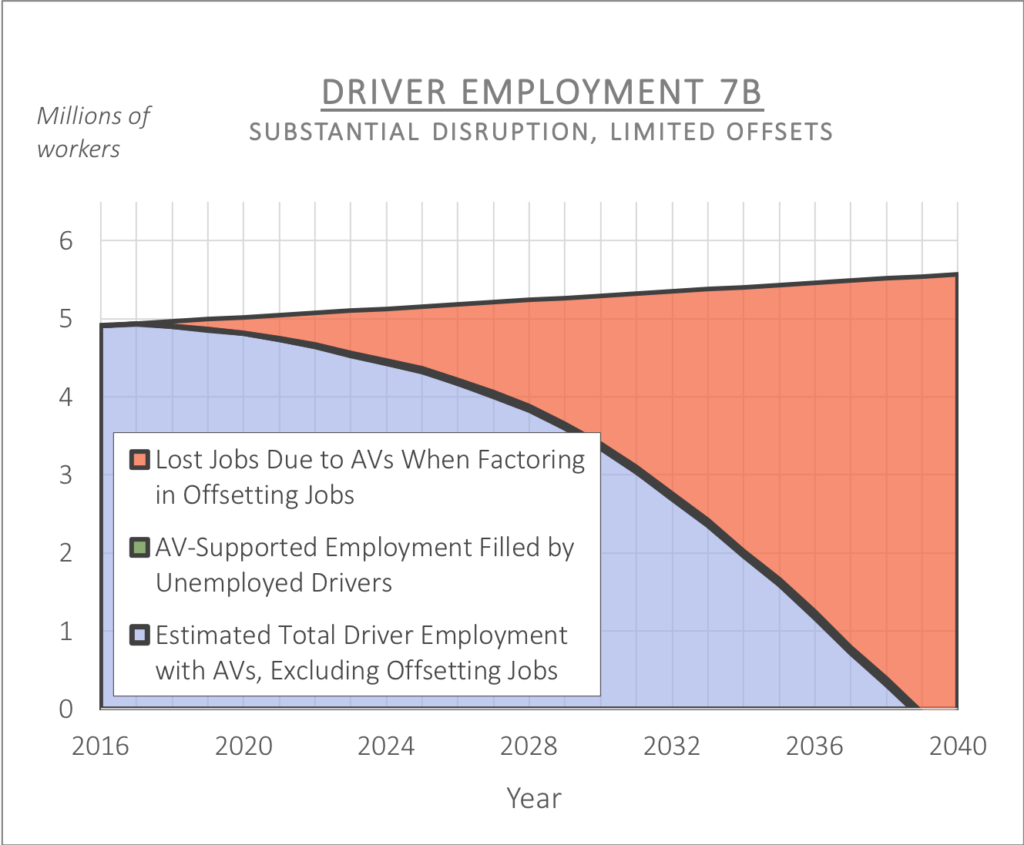 DRIVER EMPLOYMENT 7B
SUBSTANTIAL DISRUPTION, LIMITED OFFSETS
Millions of
workers
6
5
4
3
2
1
0
Lost Jobs Due to AVs When Factoring
in Offsetting Jobs
AV-Supported Employment Filled by
Unemployed Drivers
Estimated Total Driver Employment
with AVs, Excluding Offsetting Jobs
2016 2020 2024 2028 2032 2036 2040
Year